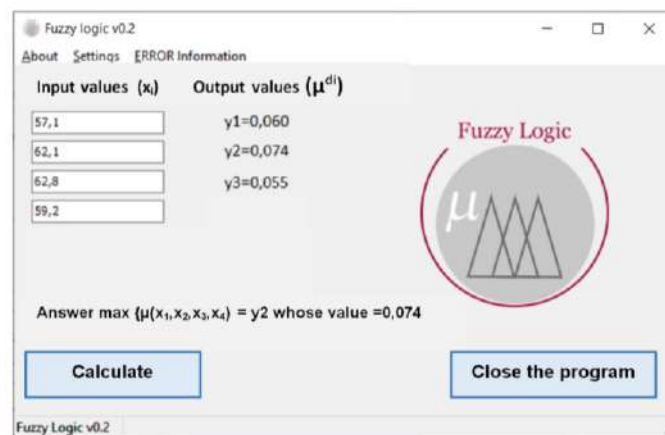 Fuzzy logic v0.2
About Settings ERROR Information
Input values (xᵢ) Output values (μᵈⁱ)
57,1 y1=0,060
62,1 y2=0,074
62,8 y3=0,055
59,2
Fuzzy Logic
μ
Answer max {μ(x₁,x₂,x₃,x₄) = y2 whose value =0,074
Calculate Close the program
Fuzzy Logic v0.2